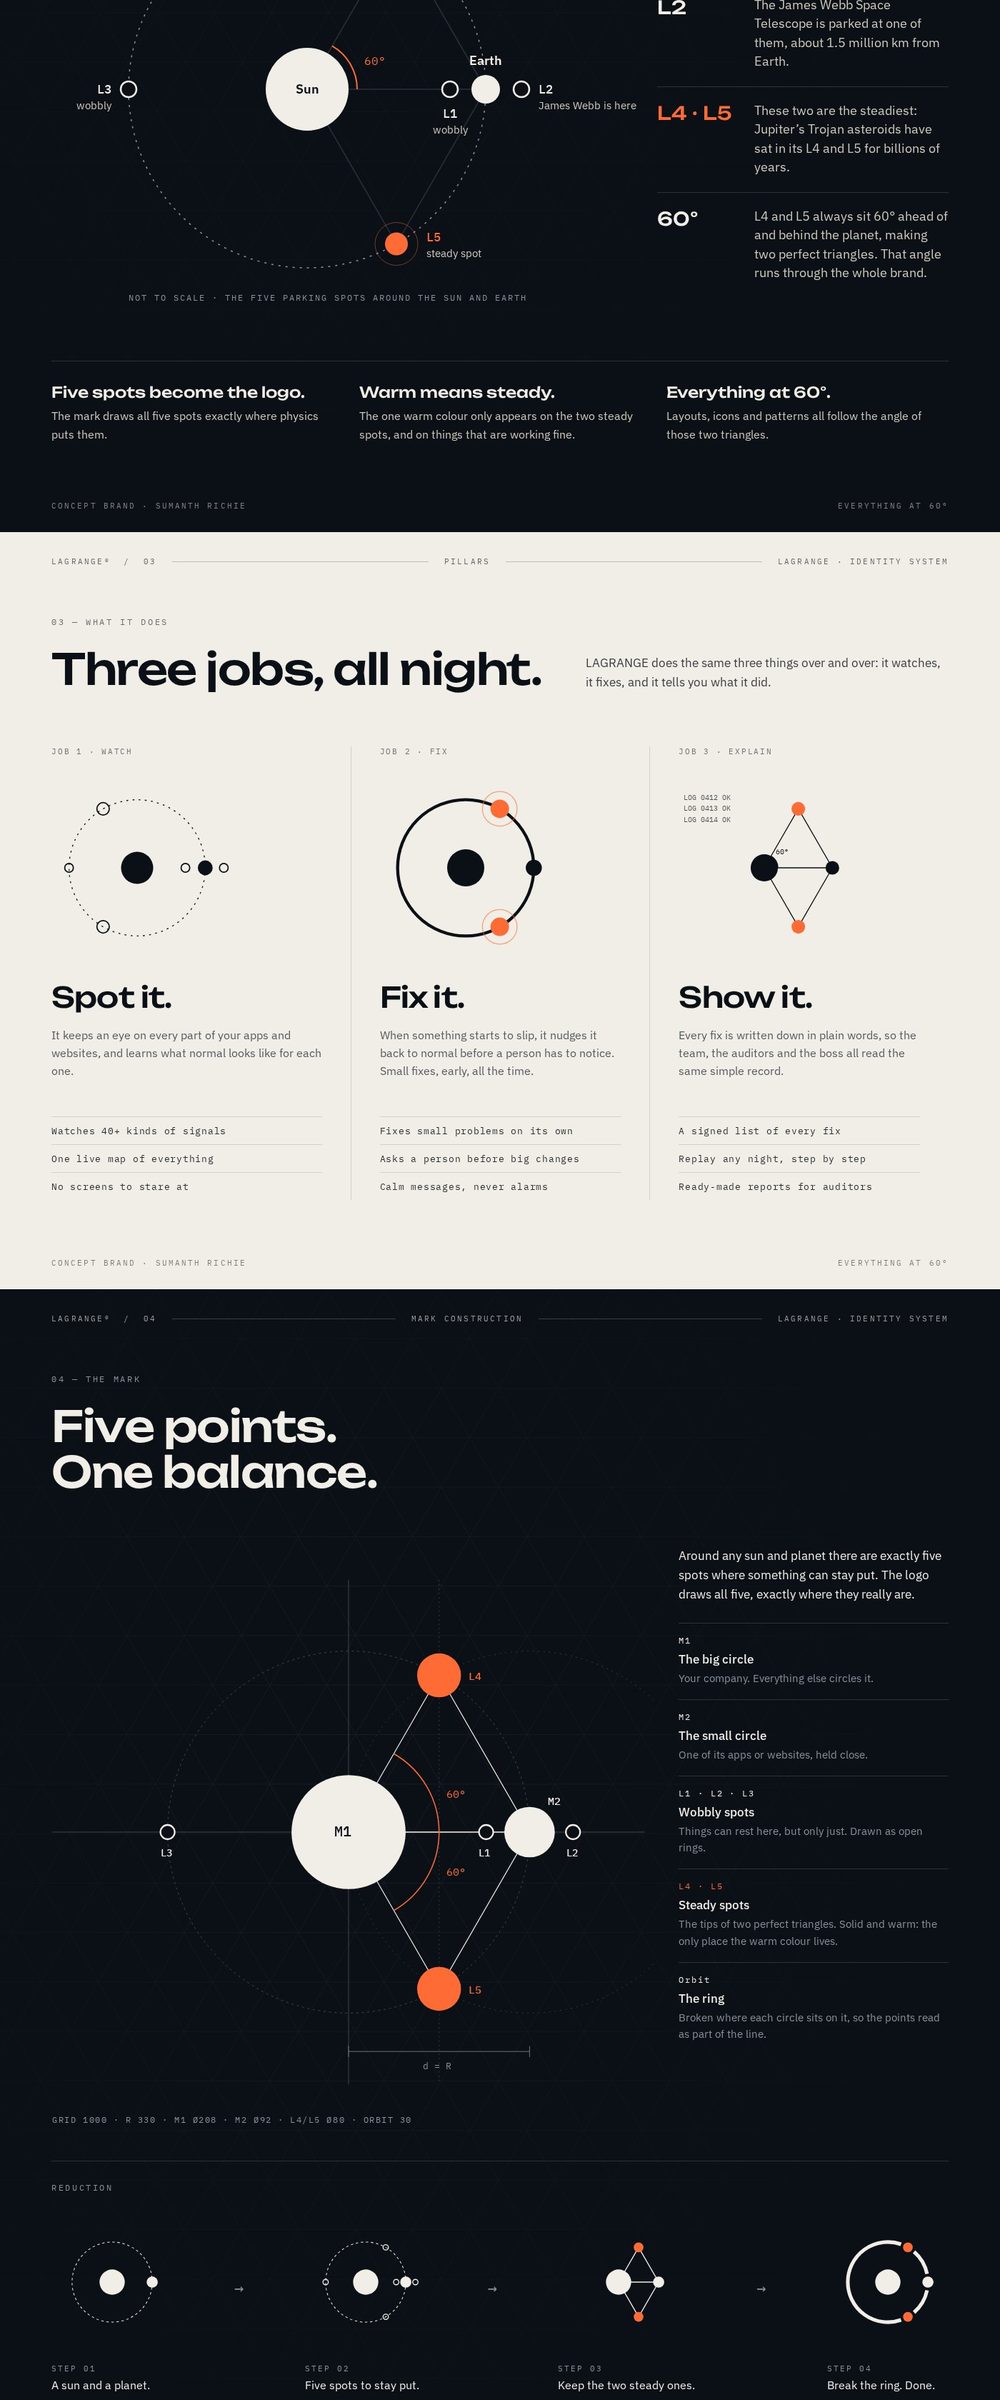 L2
The James Webb Space
Telescope is parked at one of
them, about 1.5 million km from
Earth.
60°
Earth
L3
wobbly
Sun
L2
James Webb is here
L1
wobbly
L4 · L5
These two are the steadiest:
Jupiter’s Trojan asteroids have
sat in its L4 and L5 for billions of
years.
L5
steady spot
60°
L4 and L5 always sit 60° ahead of
and behind the planet, making
two perfect triangles. That angle
runs through the whole brand.
NOT TO SCALE · THE FIVE PARKING SPOTS AROUND THE SUN AND EARTH
Five spots become the logo.
The mark draws all five spots exactly where physics
puts them.
Warm means steady.
The one warm colour only appears on the two steady
spots, and on things that are working fine.
Everything at 60°.
Layouts, icons and patterns all follow the angle of
those two triangles.
CONCEPT BRAND · SUMANTH RICHIE
EVERYTHING AT 60°
LAGRANGE® / 03
PILLARS
LAGRANGE · IDENTITY SYSTEM
03 — WHAT IT DOES
Three jobs, all night.
LAGRANGE does the same three things over and over: it watches,
it fixes, and it tells you what it did.
JOB 1 · WATCH
Spot it.
It keeps an eye on every part of your apps and
websites, and learns what normal looks like for each
one.
Watches 40+ kinds of signals
One live map of everything
No screens to stare at
JOB 2 · FIX
Fix it.
When something starts to slip, it nudges it
back to normal before a person has to notice.
Small fixes, early, all the time.
Fixes small problems on its own
Asks a person before big changes
Calm messages, never alarms
JOB 3 · EXPLAIN
LOG 0412 OK
LOG 0413 OK
LOG 0414 OK
60°
Show it.
Every fix is written down in plain words, so the
team, the auditors and the boss all read the
same simple record.
A signed list of every fix
Replay any night, step by step
Ready-made reports for auditors
CONCEPT BRAND · SUMANTH RICHIE
EVERYTHING AT 60°
LAGRANGE® / 04
MARK CONSTRUCTION
LAGRANGE · IDENTITY SYSTEM
04 — THE MARK
Five points.
One balance.
L4
60°
M2
M1
L3
L1
L2
60°
L5
d = R
Around any sun and planet there are exactly five
spots where something can stay put. The logo
draws all five, exactly where they really are.
M1
The big circle
Your company. Everything else circles it.
M2
The small circle
One of its apps or websites, held close.
L1 · L2 · L3
Wobbly spots
Things can rest here, but only just. Drawn as open
rings.
L4 · L5
Steady spots
The tips of two perfect triangles. Solid and warm: the
only place the warm colour lives.
Orbit
The ring
Broken where each circle sits on it, so the points read
as part of the line.
GRID 1000 · R 330 · M1 Ø208 · M2 Ø92 · L4/L5 Ø80 · ORBIT 30
REDUCTION
→
→
→
STEP 01
A sun and a planet.
STEP 02
Five spots to stay put.
STEP 03
Keep the two steady ones.
STEP 04
Break the ring. Done.